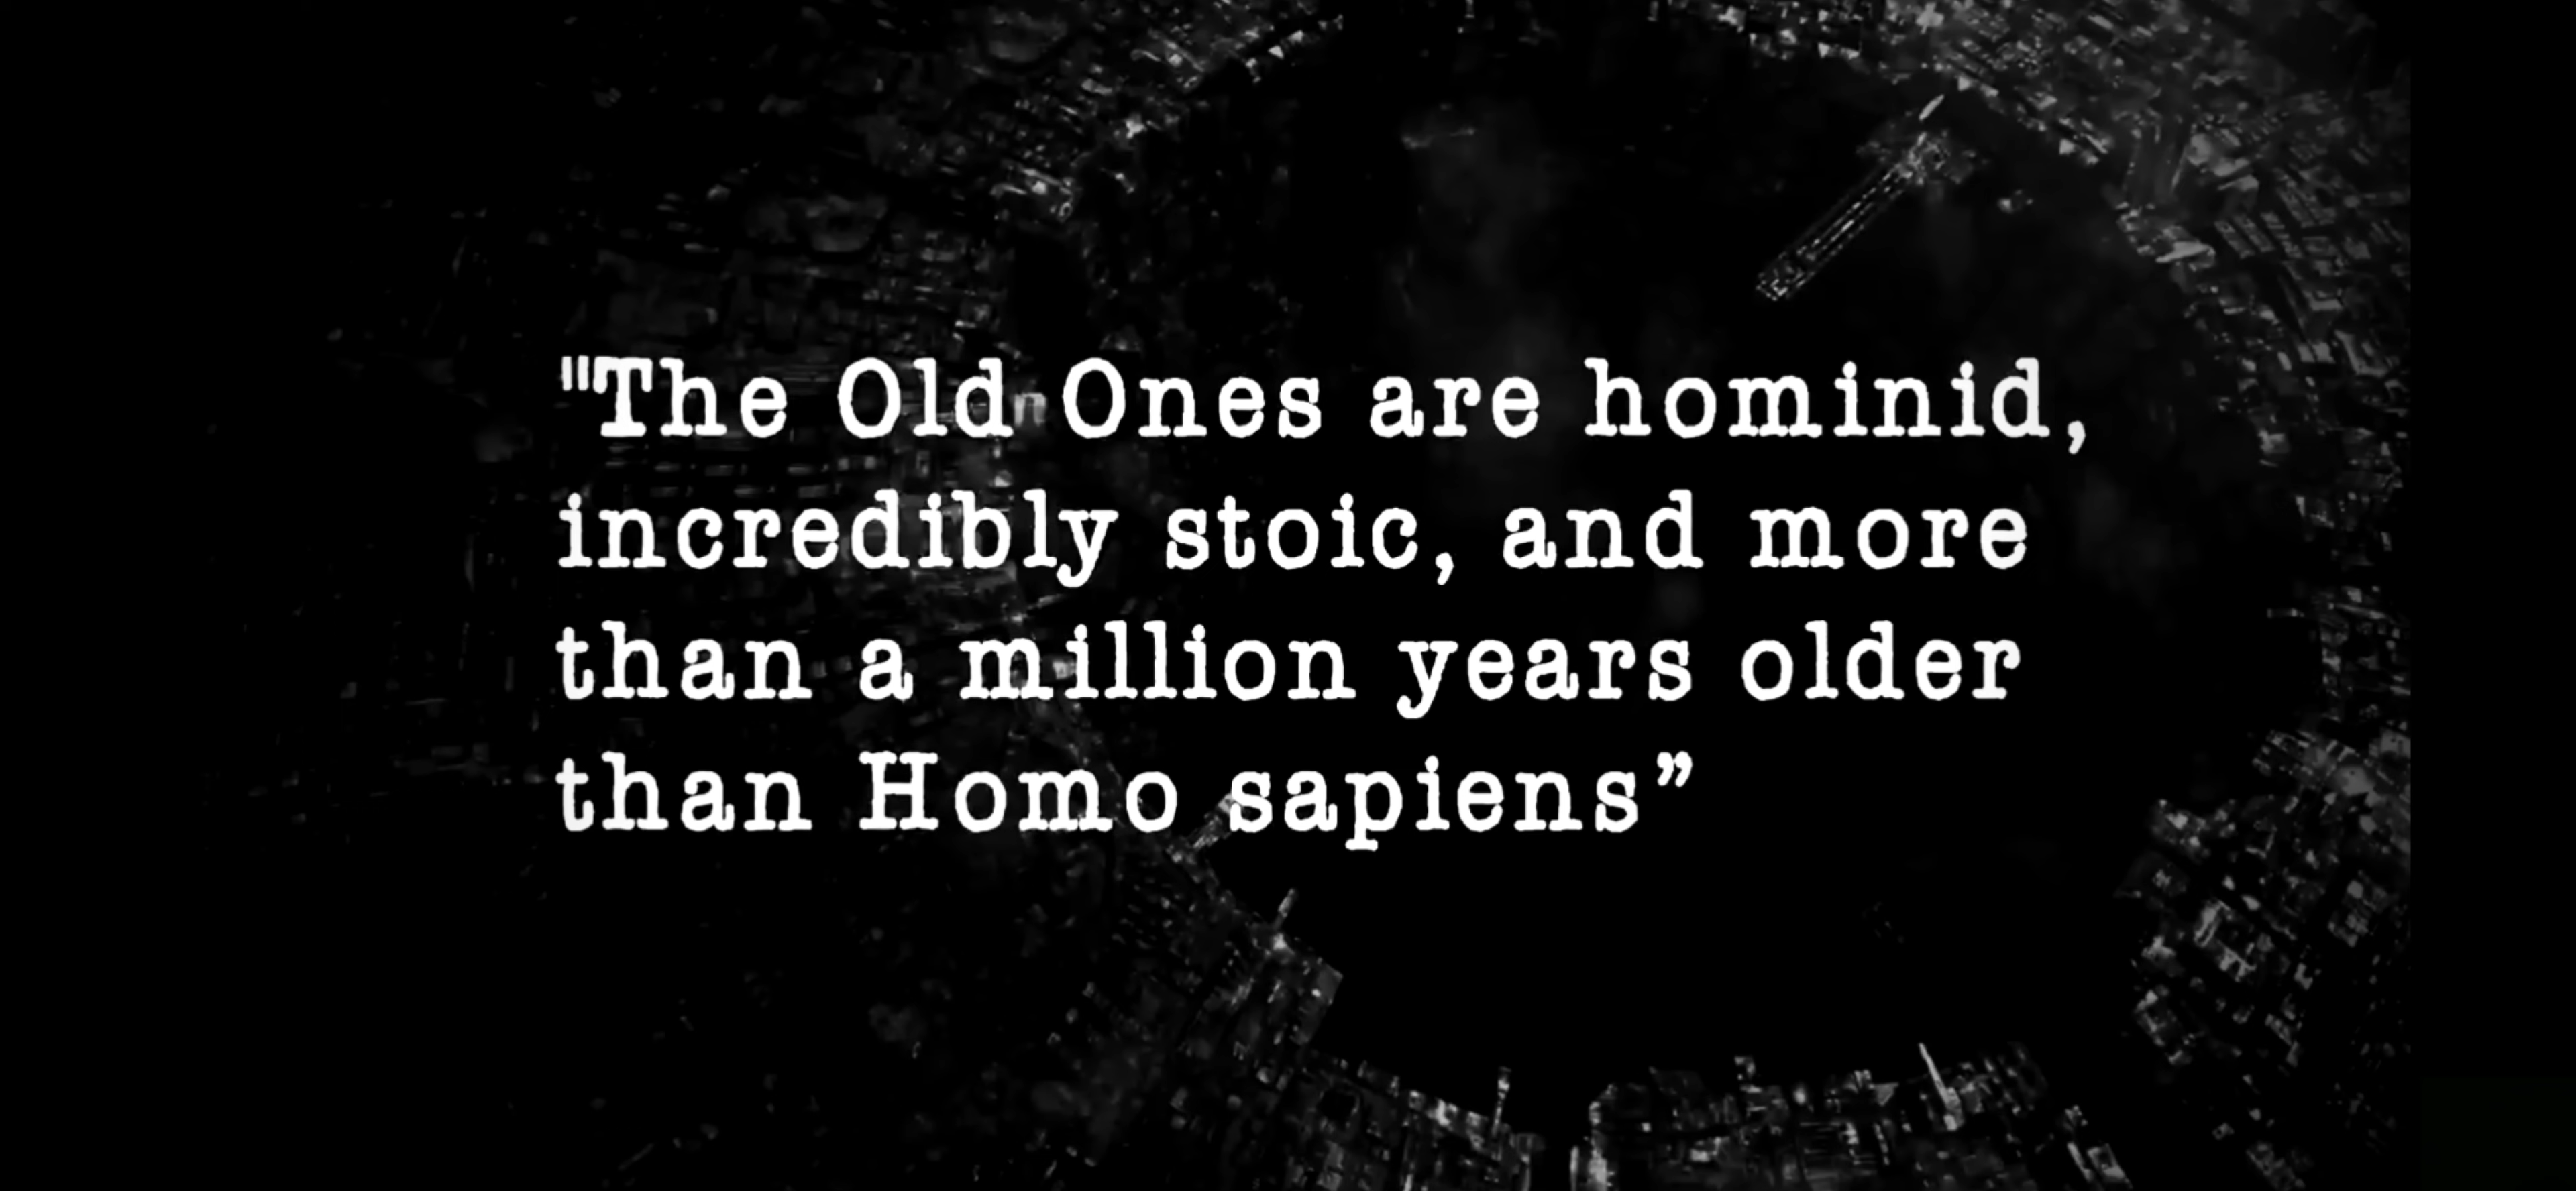 "The Old Ones are hominid,
incredibly stoic, and more
than a million years older
than Homo sapiens”